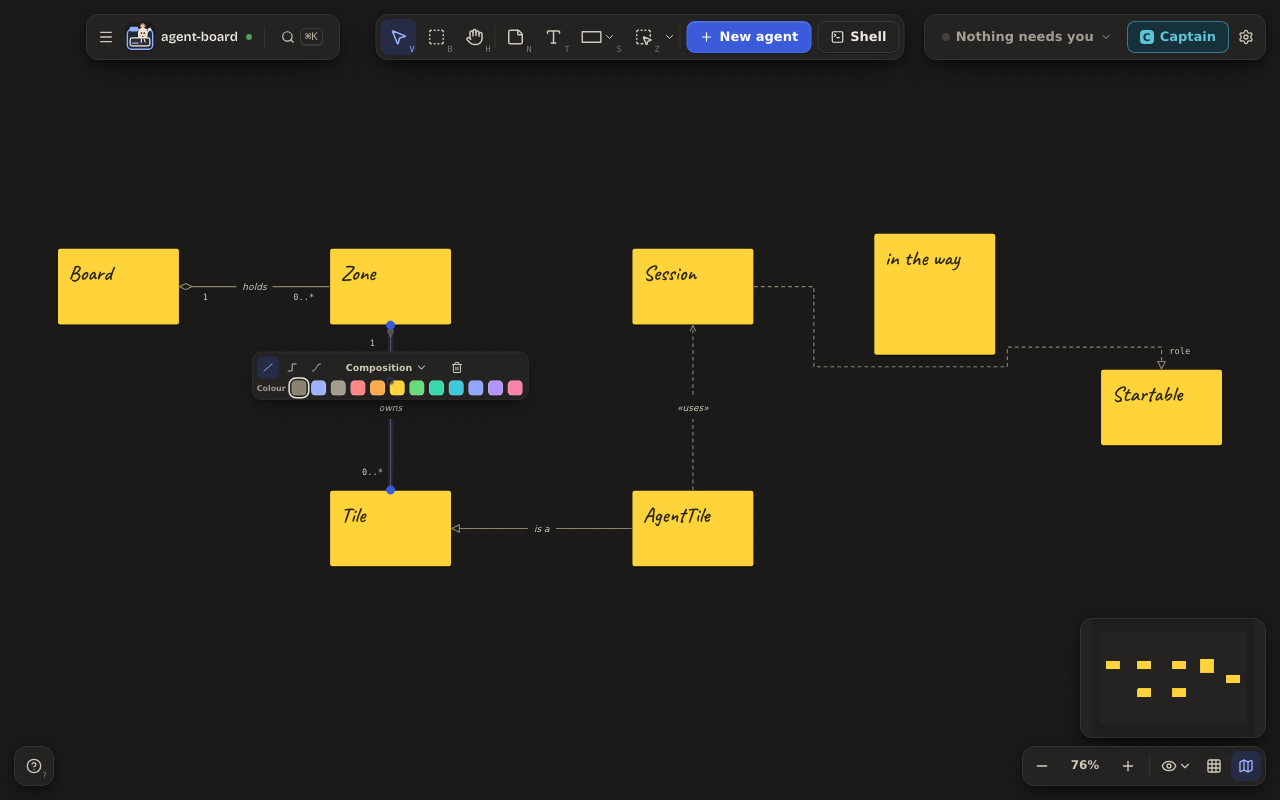 agent-board
⌘K
V
B
H
N
T
S
Z
New agent
Shell
Nothing needs you
C Captain
Board
Zone
Session
in the way
1
holds
0..*
1
role
Startable
Composition
Colour
owns
«uses»
0..*
Tile
is a
AgentTile
?
76%